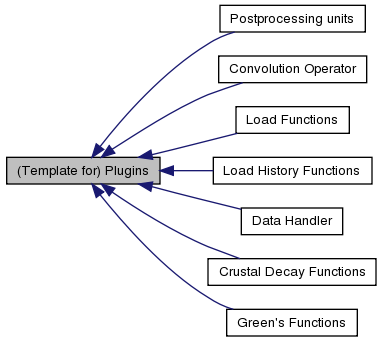 Postprocessing units
Convolution Operator
Load Functions
(Template for) Plugins
Load History Functions
Data Handler
Crustal Decay Functions
Green's Functions